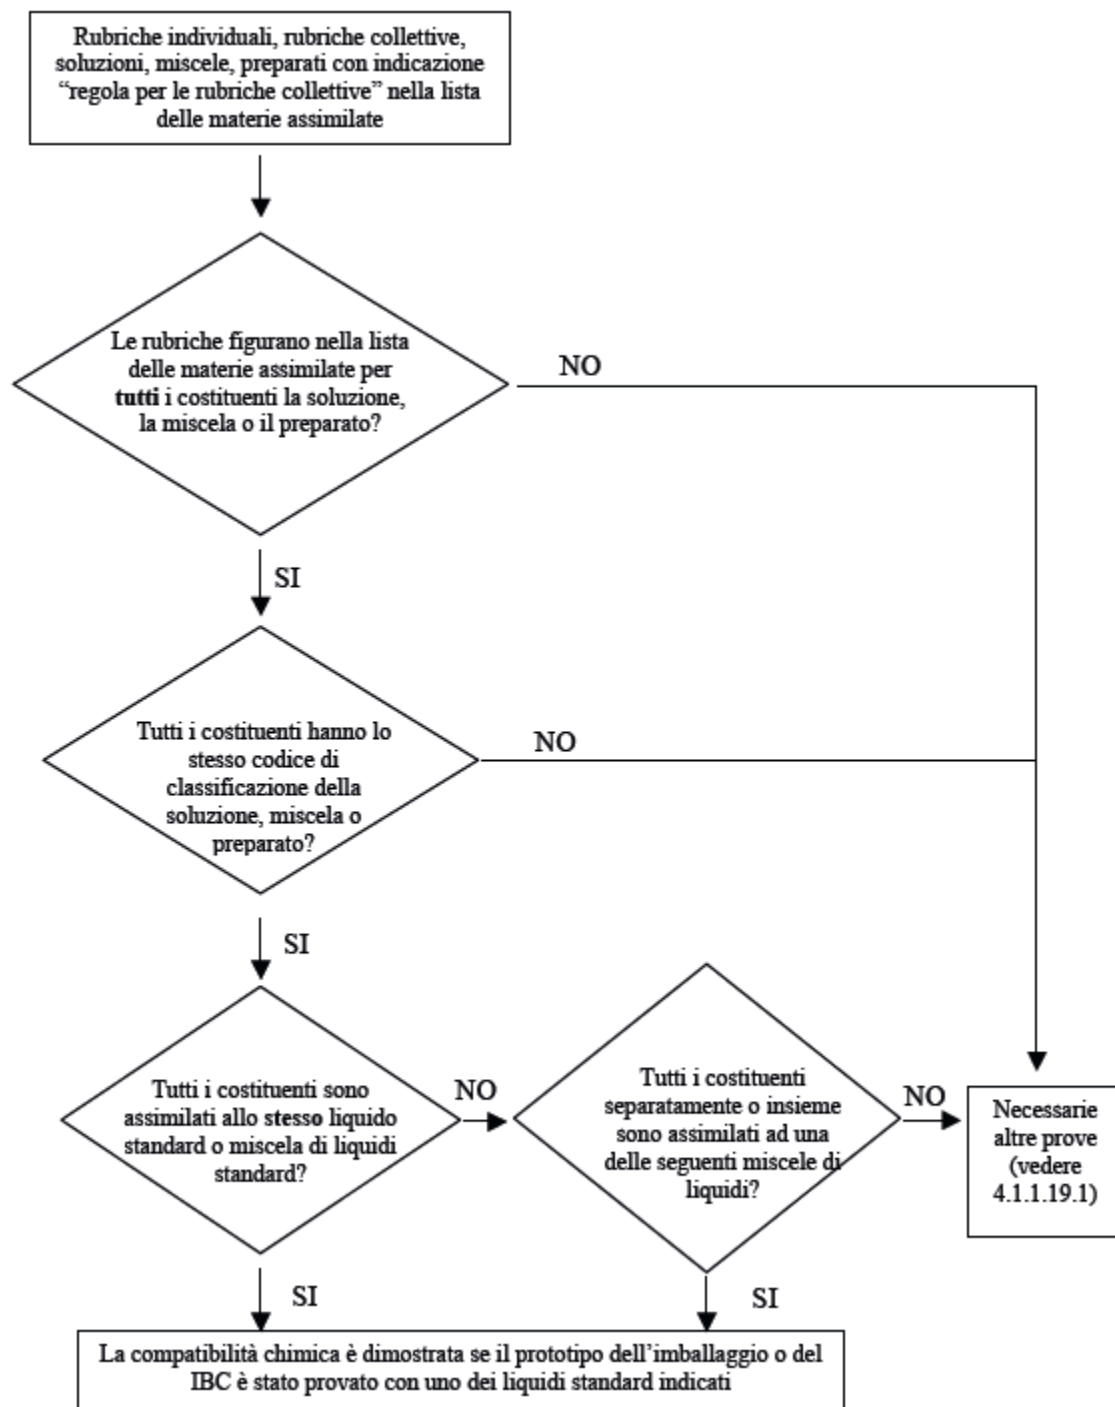 Rubriche individuali, rubriche collettive,
soluzioni, miscele, preparati con indicazione
“regola per le rubriche collettive” nella lista
delle materie assimilate
Le rubriche figurano nella lista
delle materie assimilate per
tutti i costituenti la soluzione,
la miscela o il preparato?
NO
SI
Tutti i costituenti hanno lo
stesso codice di
classificazione della
soluzione, miscela o
preparato?
NO
SI
Tutti i costituenti sono
assimilati allo stesso liquido
standard o miscela di liquidi
standard?
NO
Tutti i costituenti
separatamente o insieme
sono assimilati ad una
delle seguenti miscele di
liquidi?
NO
Necessarie
altre prove
(vedere
4.1.1.19.1)
SI
SI
La compatibilità chimica è dimostrata se il prototipo dell’imballaggio o del
IBC è stato provato con uno dei liquidi standard indicati